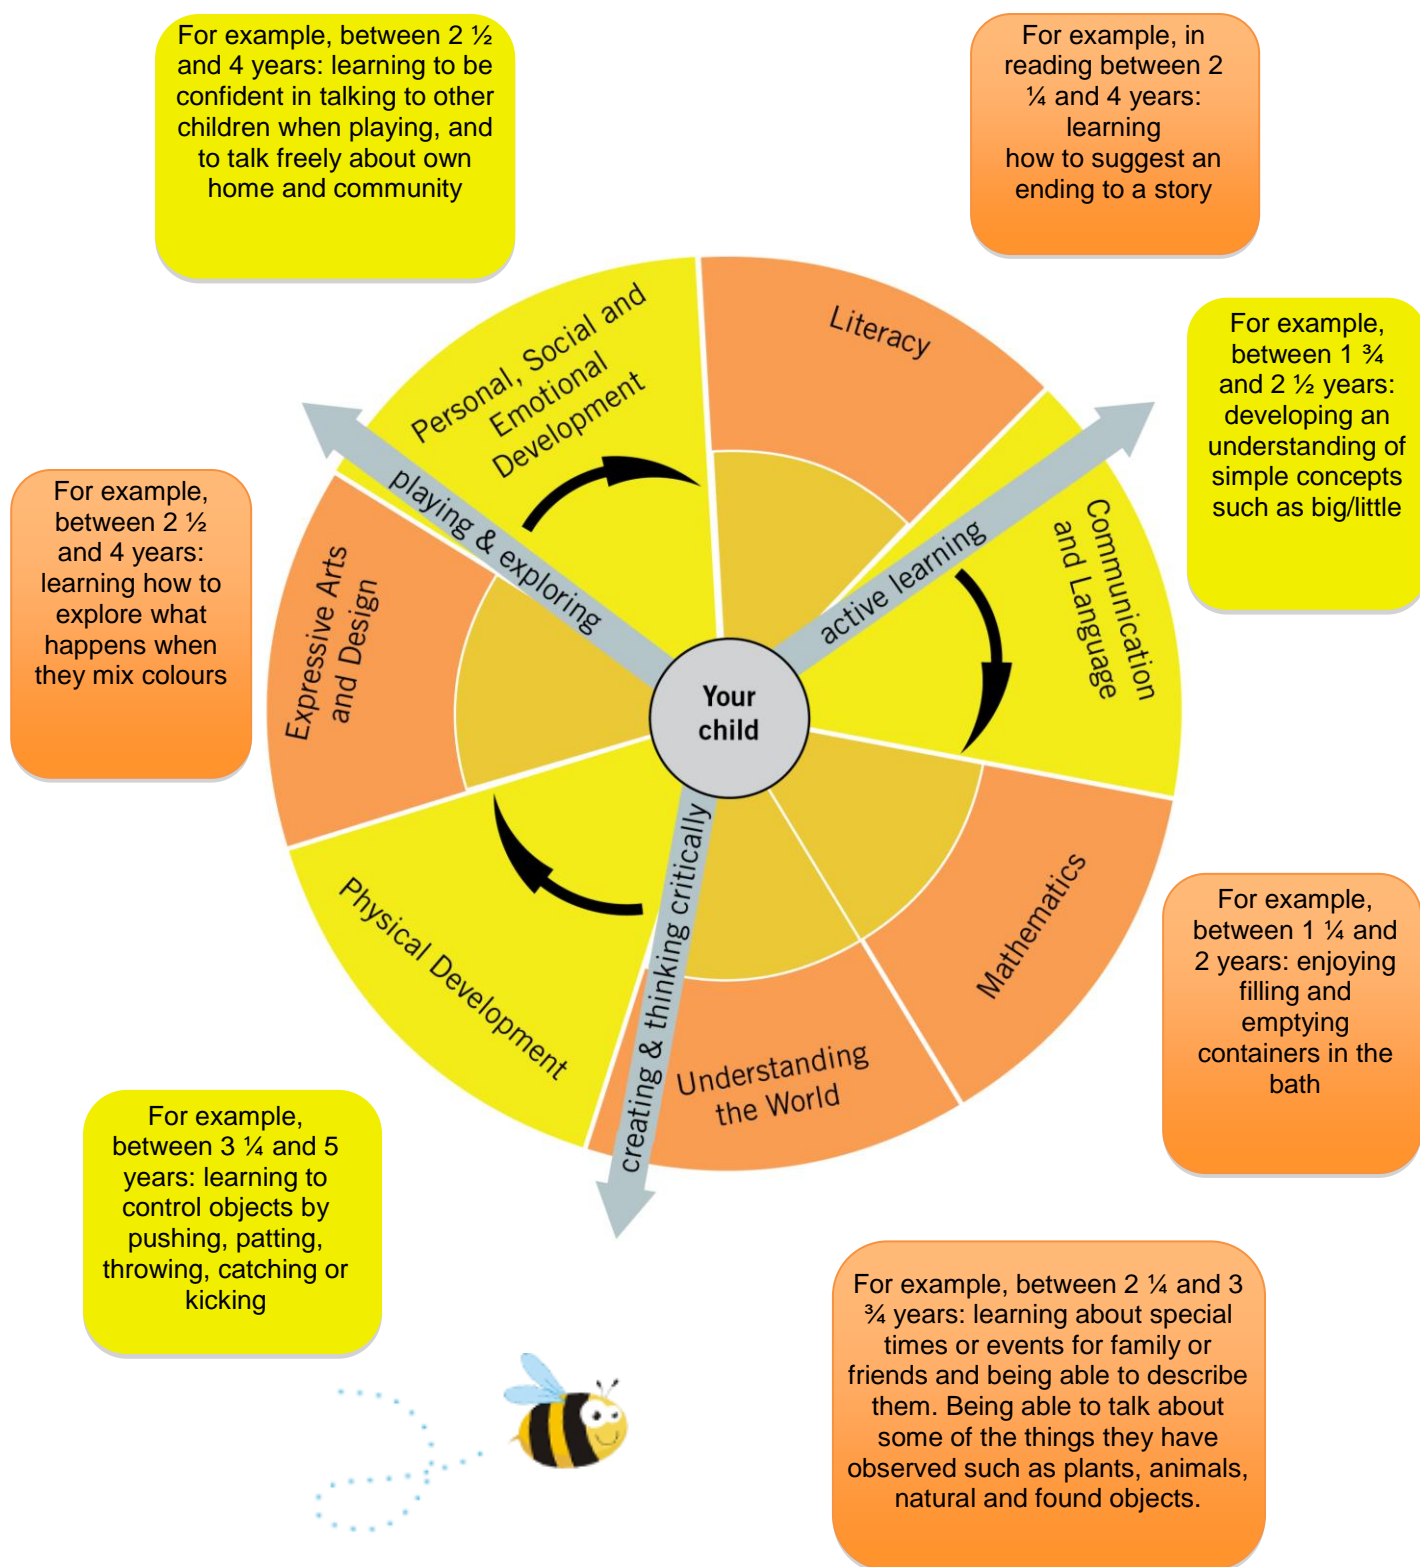 For example, between 2 ½
and 4 years: learning to be
confident in talking to other
children when playing, and
to talk freely about own
home and community
For example, in
reading between 2
¼ and 4 years:
learning
how to suggest an
ending to a story
For example,
between 1 ¾
and 2 ½ years:
developing an
understanding of
simple concepts
such as big/little
For example,
between 2 ½
and 4 years:
learning how to
explore what
happens when
they mix colours
Personal, Social and
Emotional
Development
Literacy
Communication
and Language
Mathematics
Understanding
the World
Physical Development
Expressive Arts
and Design
playing & exploring
active learning
creating & thinking critically
Your
child
For example,
between 1 ¼ and
2 years: enjoying
filling and
emptying
containers in the
bath
For example,
between 3 ¼ and 5
years: learning to
control objects by
pushing, patting,
throwing, catching or
kicking
For example, between 2 ¼ and 3
¾ years: learning about special
times or events for family or
friends and being able to describe
them. Being able to talk about
some of the things they have
observed such as plants, animals,
natural and found objects.